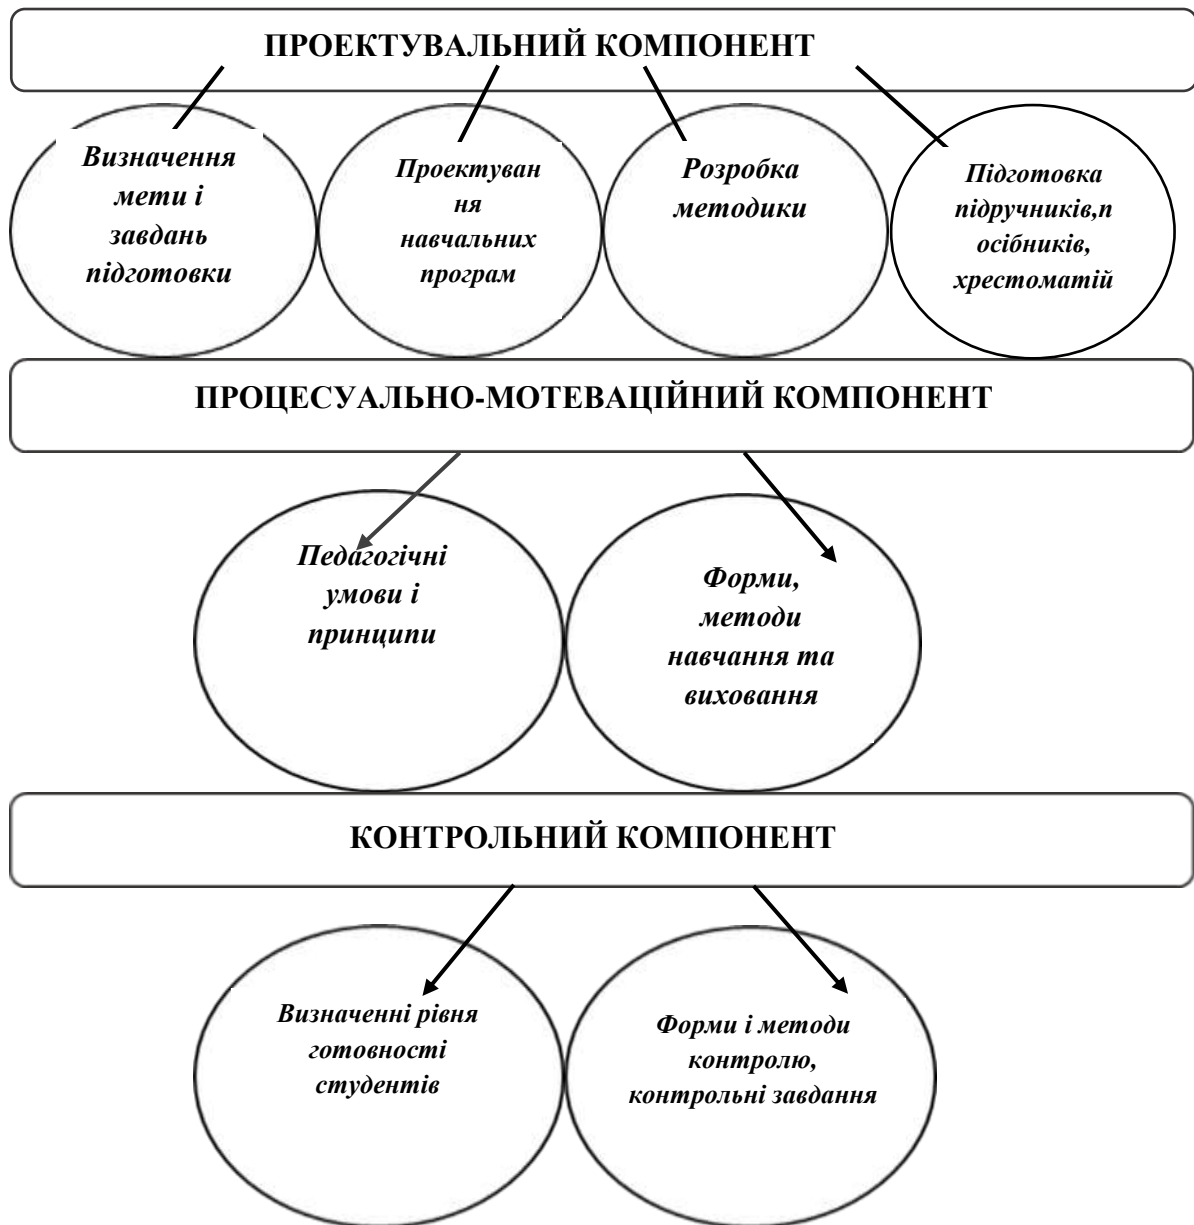 ПРОЕКТУВАЛЬНИЙ КОМПОНЕНТ
Визначення
мети і
завдань
підготовки
Проектуван
ня
навчальних
програм
Розробка
методики
Підготовка
підручників,п
осібників,
хрестоматій
ПРОЦЕСУАЛЬНО-МОТЕВАЦІЙНИЙ КОМПОНЕНТ
Педагогічні
умови і
принципи
Форми,
методи
навчання та
виховання
КОНТРОЛЬНИЙ КОМПОНЕНТ
Визначенні рівня
готовності
студентів
Форми і методи
контролю,
контрольні завдання